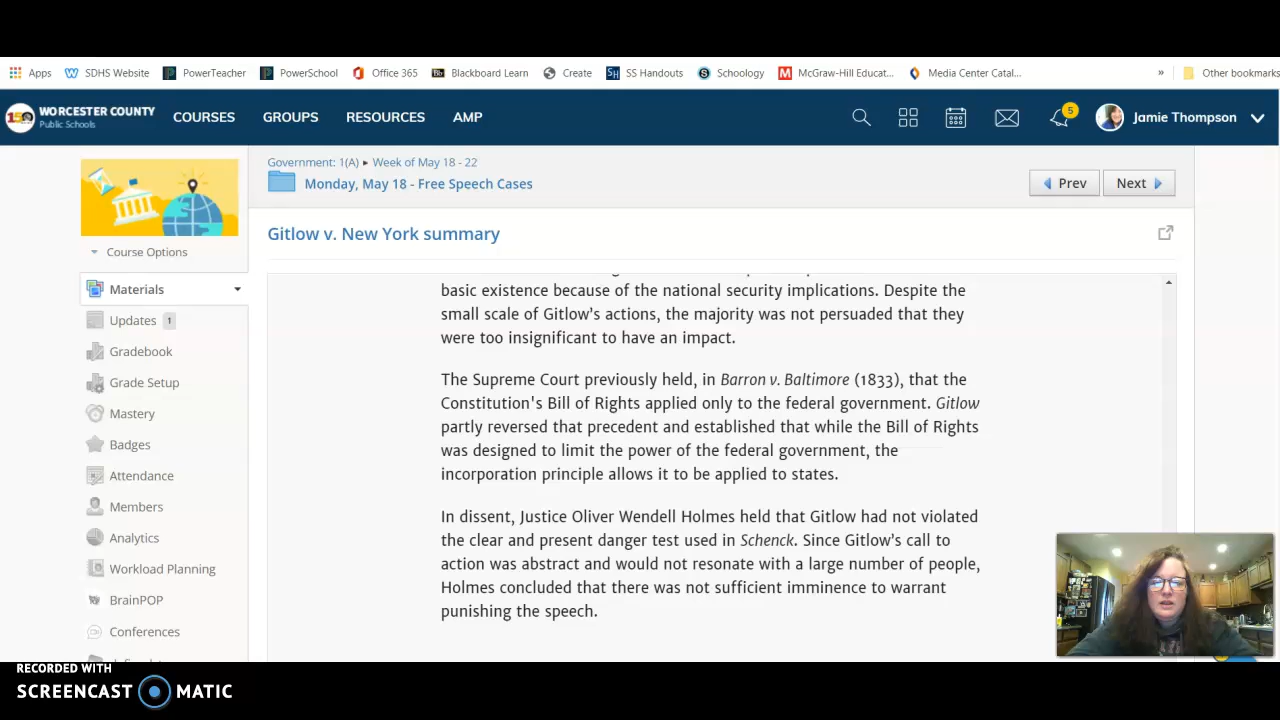 Apps SDHS Website PowerTeacher PowerSchool Office 365 Blackboard Learn Create SS Handouts Schoology McGraw-Hill Educat... Media Center Catal... » Other bookmarks
150 WORCESTER COUNTY
Public Schools
COURSES GROUPS RESOURCES AMP 5 Jamie Thompson
Government: 1(A) ▸ Week of May 18 - 22
Monday, May 18 - Free Speech Cases
Prev Next
Gitlow v. New York summary
Course Options
Materials
Updates 1
Gradebook
Grade Setup
Mastery
Badges
Attendance
Members
Analytics
Workload Planning
BrainPOP
Conferences
basic existence because of the national security implications. Despite the
small scale of Gitlow’s actions, the majority was not persuaded that they
were too insignificant to have an impact.
The Supreme Court previously held, in Barron v. Baltimore (1833), that the
Constitution's Bill of Rights applied only to the federal government. Gitlow
partly reversed that precedent and established that while the Bill of Rights
was designed to limit the power of the federal government, the
incorporation principle allows it to be applied to states.
In dissent, Justice Oliver Wendell Holmes held that Gitlow had not violated
the clear and present danger test used in Schenck. Since Gitlow’s call to
action was abstract and would not resonate with a large number of people,
Holmes concluded that there was not sufficient imminence to warrant
punishing the speech.
RECORDED WITH
SCREENCAST MATIC